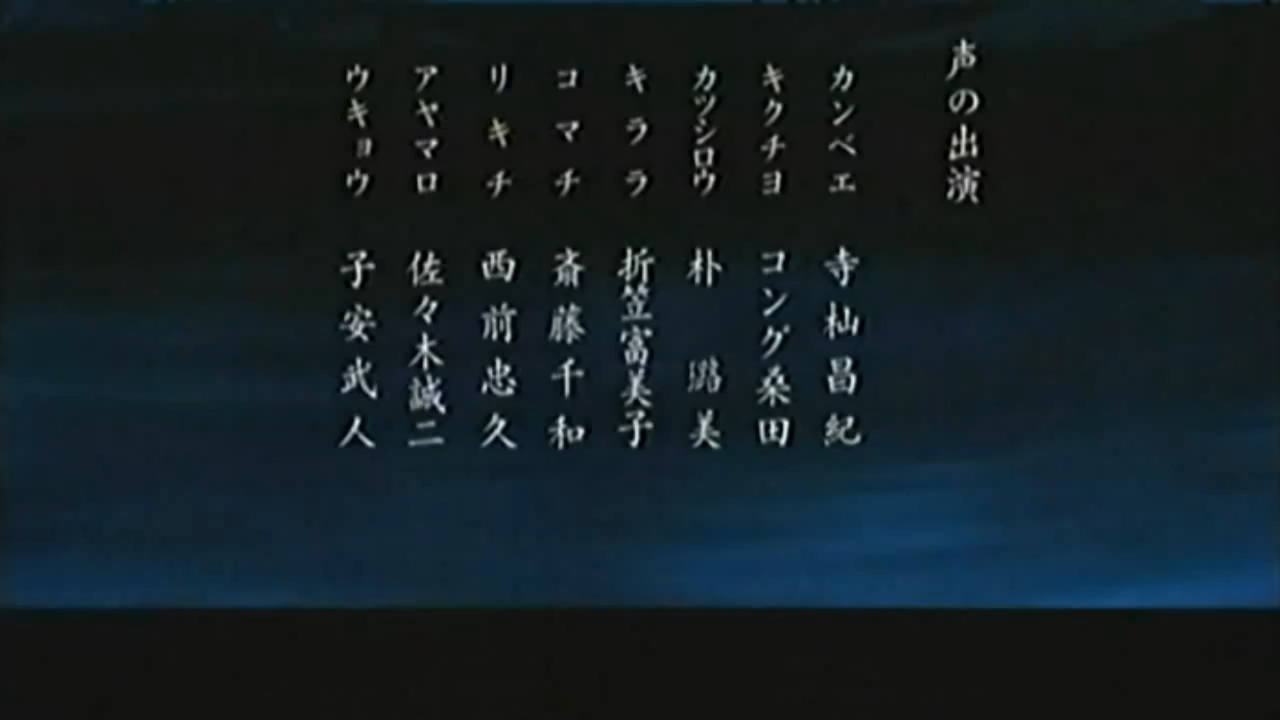 声の出演
カンベエ 寺杣昌紀
キクチヨ コング桑田
カツシロウ 朴 璐美
キララ 折笠富美子
コマチ 斎藤千和
リキチ 西前忠久
アヤマロ 佐々木誠二
ウキョウ 子安武人